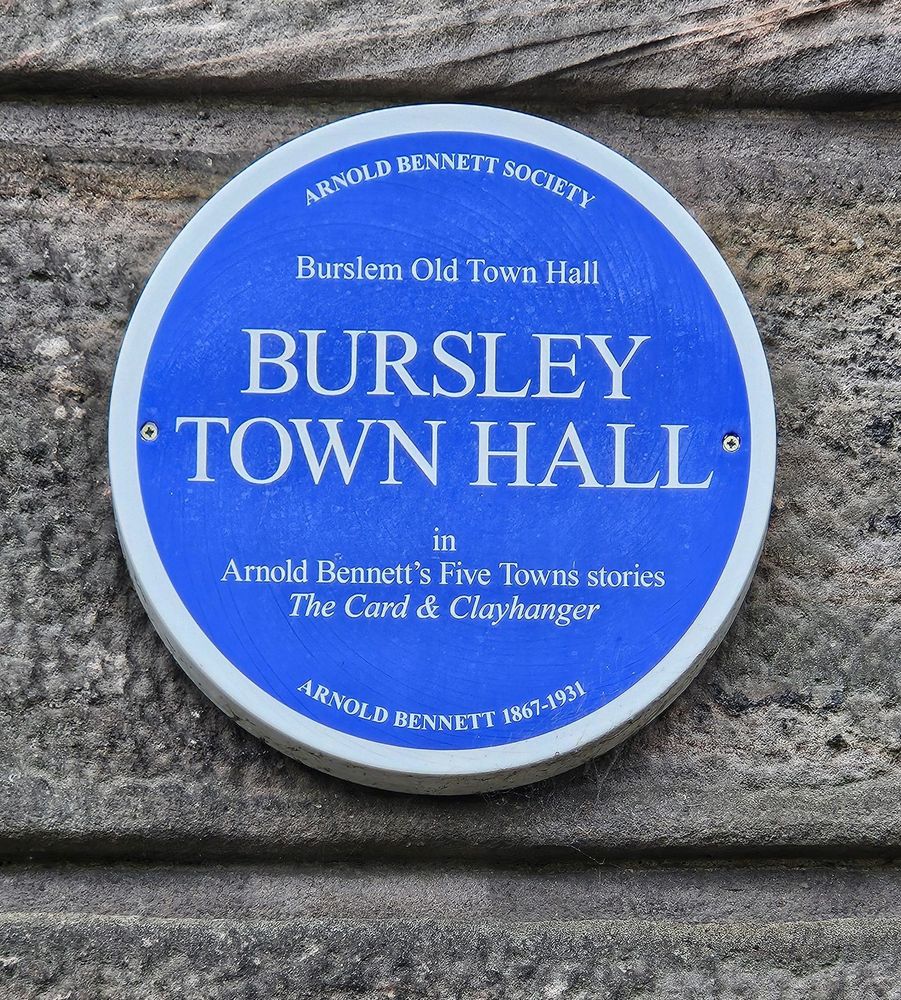 ARNOLD BENNETT SOCIETY
Burslem Old Town Hall
BURSLEY
TOWN HALL
in
Arnold Bennett's Five Towns stories
The Card & Clayhanger
ARNOLD BENNETT 1867-1931